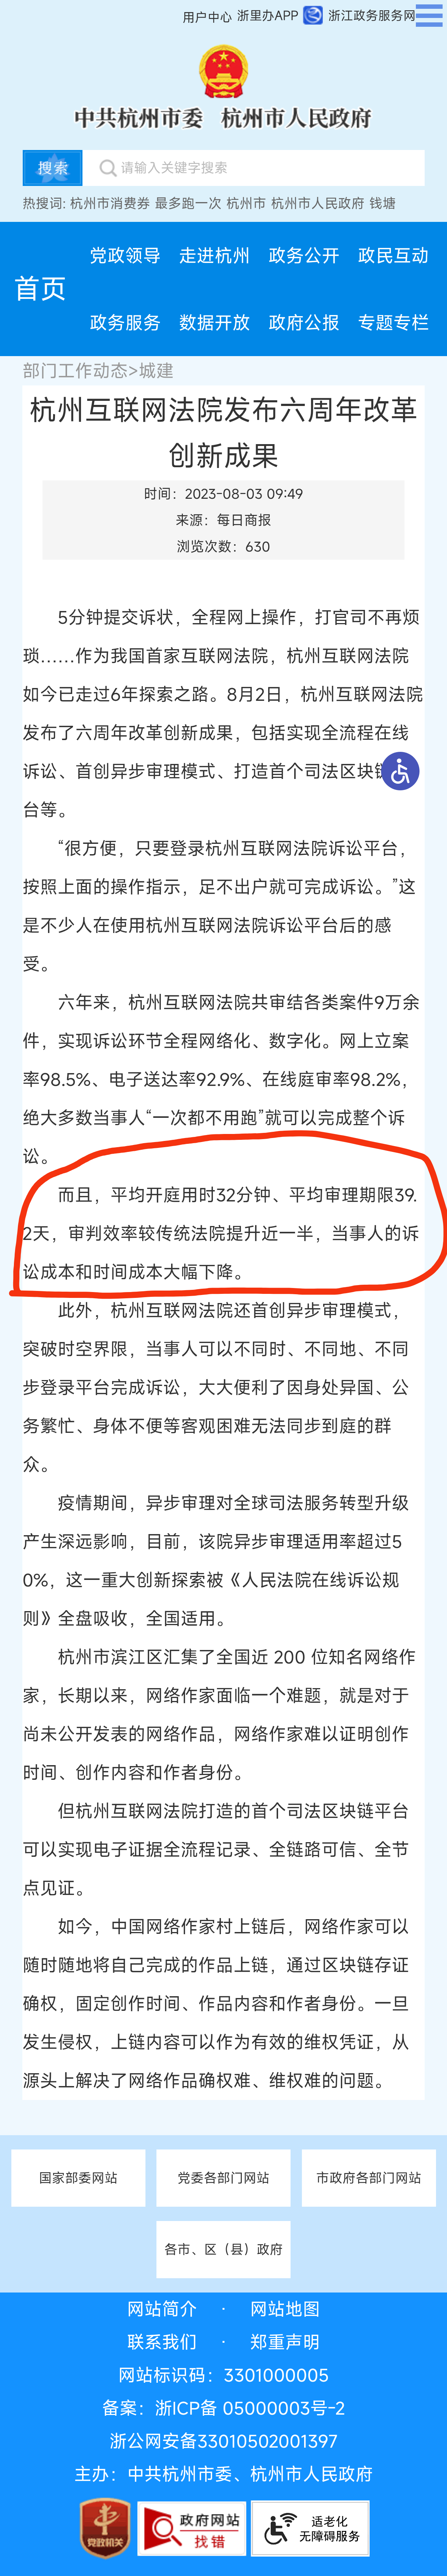 用户中心 浙里办APP 浙江政务服务网
中共杭州市委 杭州市人民政府
搜索 请输入关键字搜索
热搜词: 杭州市消费券 最多跑一次 杭州市 杭州市人民政府 钱塘
首页
党政领导 走进杭州 政务公开 政民互动
政务服务 数据开放 政府公报 专题专栏
部门工作动态>城建
杭州互联网法院发布六周年改革
创新成果
时间：2023-08-03 09:49
来源：每日商报
浏览次数：630
5分钟提交诉状，全程网上操作，打官司不再烦
琐……作为我国首家互联网法院，杭州互联网法院
如今已走过6年探索之路。8月2日，杭州互联网法院
发布了六周年改革创新成果，包括实现全流程在线
诉讼、首创异步审理模式、打造首个司法区块链
台等。
“很方便，只要登录杭州互联网法院诉讼平台，
按照上面的操作指示，足不出户就可完成诉讼。”这
是不少人在使用杭州互联网法院诉讼平台后的感
受。
六年来，杭州互联网法院共审结各类案件9万余
件，实现诉讼环节全程网络化、数字化。网上立案
率98.5%、电子送达率92.9%、在线庭审率98.2%，
绝大多数当事人“一次都不用跑”就可以完成整个诉
讼。
而且，平均开庭用时32分钟、平均审理期限39.
2天，审判效率较传统法院提升近一半，当事人的诉
讼成本和时间成本大幅下降。
此外，杭州互联网法院还首创异步审理模式，
突破时空界限，当事人可以不同时、不同地、不同
步登录平台完成诉讼，大大便利了因身处异国、公
务繁忙、身体不便等客观困难无法同步到庭的群
众。
疫情期间，异步审理对全球司法服务转型升级
产生深远影响，目前，该院异步审理适用率超过5
0%，这一重大创新探索被《人民法院在线诉讼规
则》全盘吸收，全国适用。
杭州市滨江区汇集了全国近 200 位知名网络作
家，长期以来，网络作家面临一个难题，就是对于
尚未公开发表的网络作品，网络作家难以证明创作
时间、创作内容和作者身份。
但杭州互联网法院打造的首个司法区块链平台
可以实现电子证据全流程记录、全链路可信、全节
点见证。
如今，中国网络作家村上链后，网络作家可以
随时随地将自己完成的作品上链，通过区块链存证
确权，固定创作时间、作品内容和作者身份。一旦
发生侵权，上链内容可以作为有效的维权凭证，从
源头上解决了网络作品确权难、维权难的问题。
国家部委网站 党委各部门网站 市政府各部门网站
各市、区（县）政府
网站简介 · 网站地图
联系我们 · 郑重声明
网站标识码：3301000005
备案：浙ICP备 05000003号-2
浙公网安备33010502001397
主办：中共杭州市委、杭州市人民政府
党政机关 政府网站 找错 适老化 无障碍服务